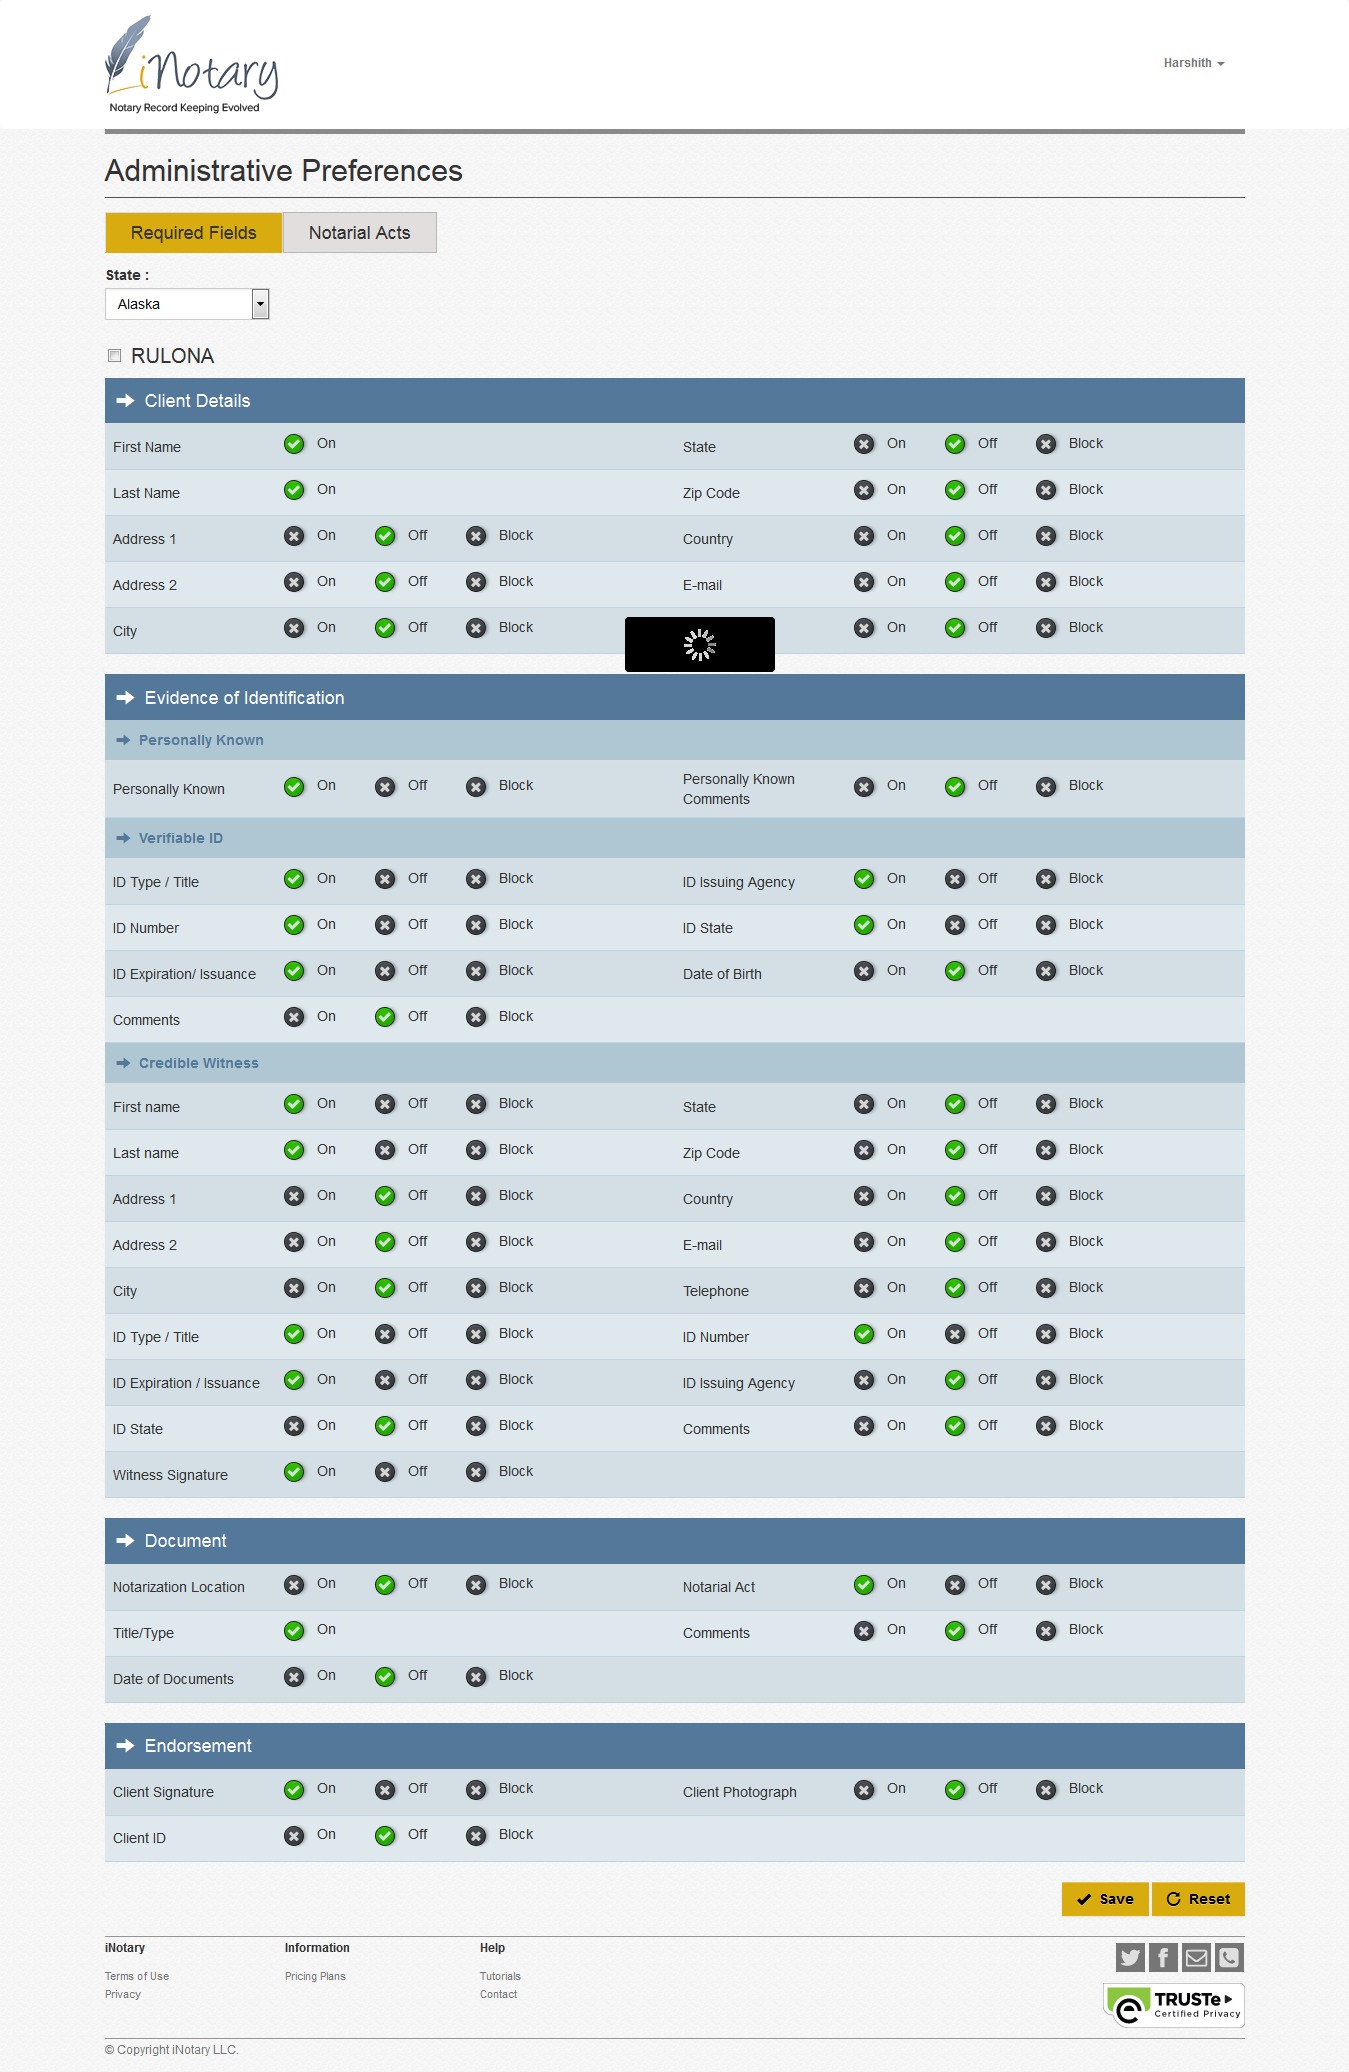 iNotary
Notary Record Keeping Evolved
Harshith
Administrative Preferences
Required Fields Notarial Acts
State :
Alaska
RULONA
Client Details
First Name On State On Off Block
Last Name On Zip Code On Off Block
Address 1 On Off Block Country On Off Block
Address 2 On Off Block E-mail On Off Block
City On Off Block On Off Block
Evidence of Identification
Personally Known
Personally Known On Off Block Personally Known Comments On Off Block
Verifiable ID
ID Type / Title On Off Block ID Issuing Agency On Off Block
ID Number On Off Block ID State On Off Block
ID Expiration/ Issuance On Off Block Date of Birth On Off Block
Comments On Off Block
Credible Witness
First name On Off Block State On Off Block
Last name On Off Block Zip Code On Off Block
Address 1 On Off Block Country On Off Block
Address 2 On Off Block E-mail On Off Block
City On Off Block Telephone On Off Block
ID Type / Title On Off Block ID Number On Off Block
ID Expiration / Issuance On Off Block ID Issuing Agency On Off Block
ID State On Off Block Comments On Off Block
Witness Signature On Off Block
Document
Notarization Location On Off Block Notarial Act On Off Block
Title/Type On Comments On Off Block
Date of Documents On Off Block
Endorsement
Client Signature On Off Block Client Photograph On Off Block
Client ID On Off Block
Save Reset
iNotary Information Help
Terms of Use Pricing Plans Tutorials
Privacy Contact
TRUSTe
Certified Privacy
© Copyright iNotary LLC.